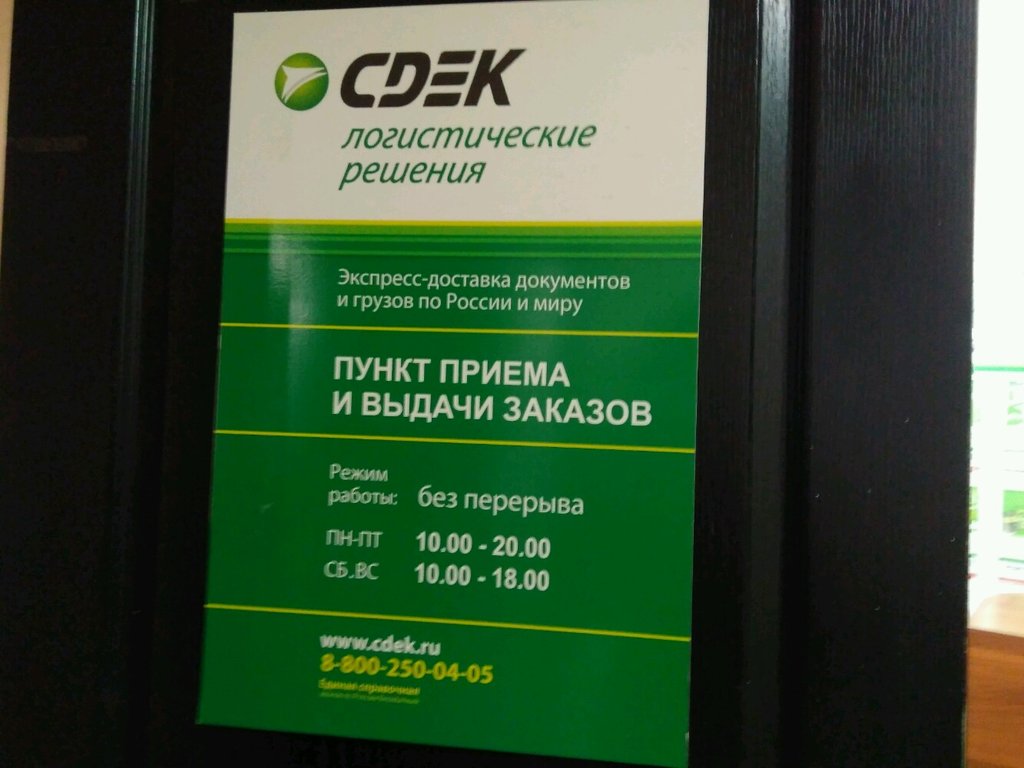 CDEK
логистические
решения
Экспресс-доставка документов
и грузов по России и миру
ПУНКТ ПРИЕМА
И ВЫДАЧИ ЗАКАЗОВ
Режим
работы: без перерыва
ПН-ПТ 10.00 - 20.00
СБ.ВС 10.00 - 18.00
www.cdek.ru
8-800-250-04-05
Единая справочная